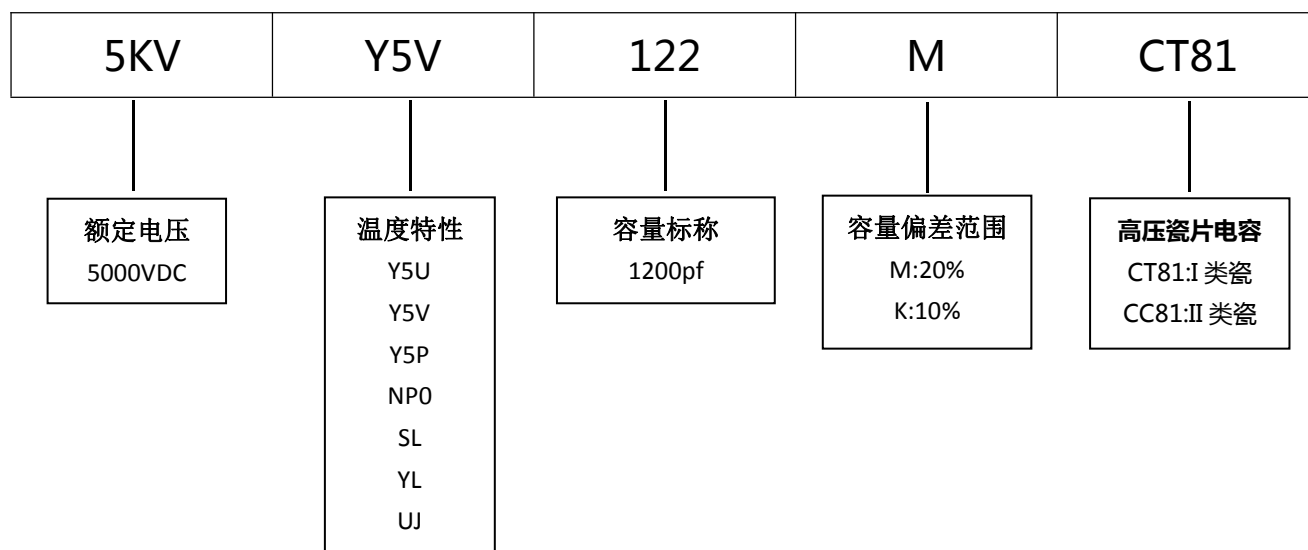 5KV Y5V 122 M CT81
额定电压
5000VDC
温度特性
Y5U
Y5V
Y5P
NP0
SL
YL
UJ
容量标称
1200pf
容量偏差范围
M:20%
K:10%
高压瓷片电容
CT81:I 类瓷
CC81:II 类瓷